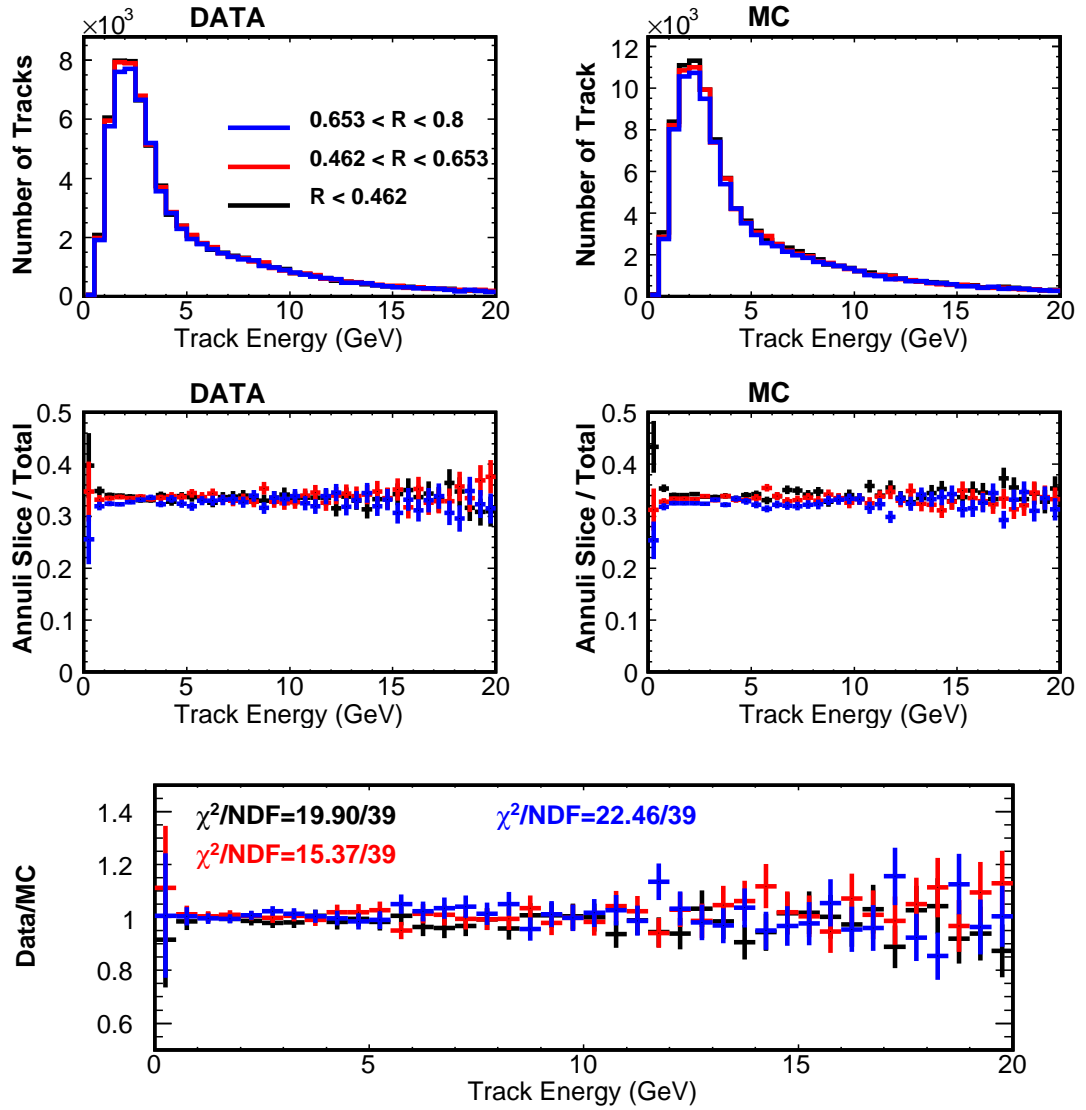 DATA
×10³
Number of Tracks
8
6
4
2
0
0.653 < R < 0.8
0.462 < R < 0.653
R < 0.462
0 5 10 15 20
Track Energy (GeV)
MC
×10³
Number of Track
12
10
8
6
4
2
0
0 5 10 15 20
Track Energy (GeV)
DATA
Annuli Slice / Total
0.5
0.4
0.3
0.2
0.1
0
0 5 10 15 20
Track Energy (GeV)
MC
Annuli Slice / Total
0.5
0.4
0.3
0.2
0.1
0
0 5 10 15 20
Track Energy (GeV)
Data/MC
1.4
1.2
1
0.8
0.6
χ²/NDF=19.90/39
χ²/NDF=22.46/39
χ²/NDF=15.37/39
0 5 10 15 20
Track Energy (GeV)